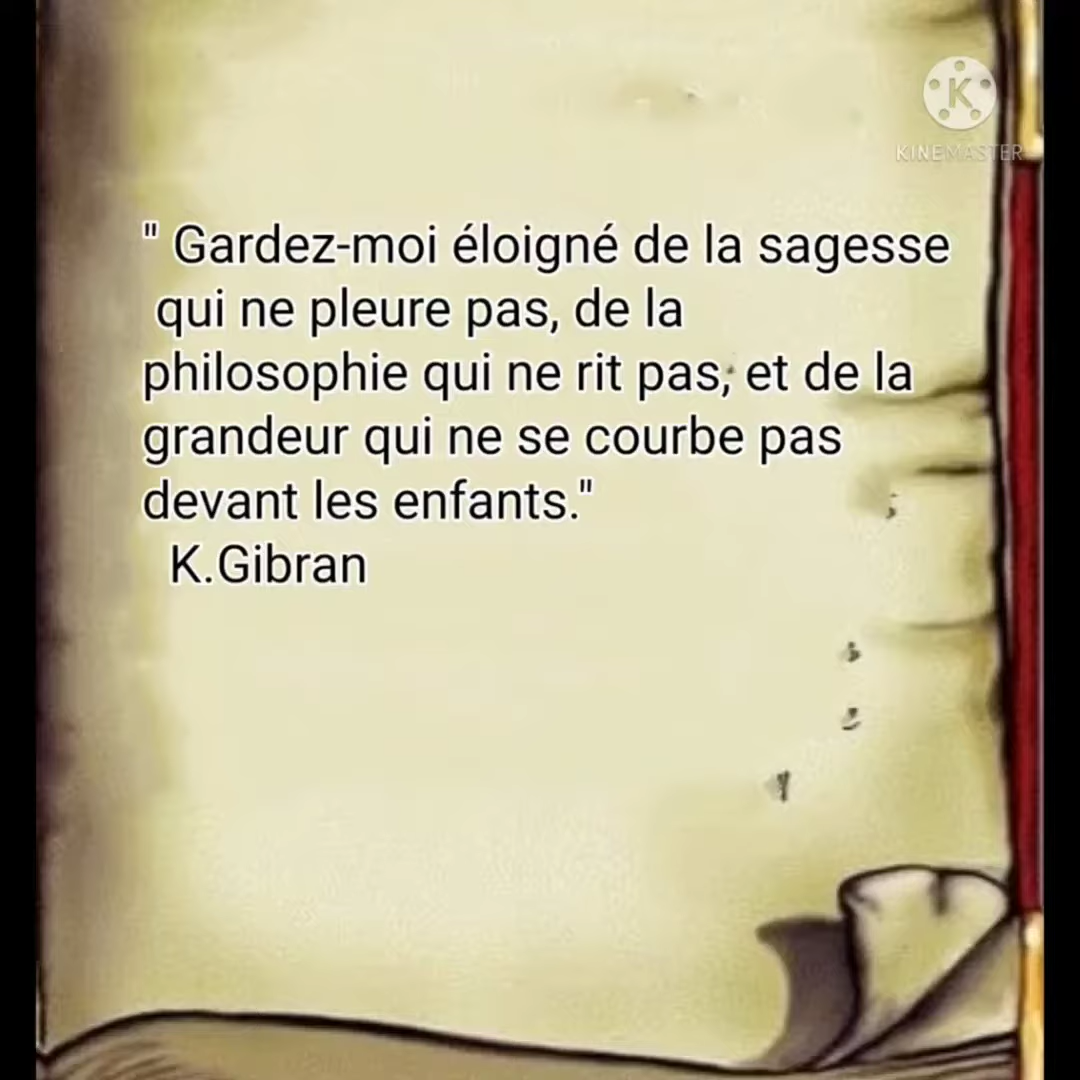 KINEMASTER
" Gardez-moi éloigné de la sagesse
qui ne pleure pas, de la
philosophie qui ne rit pas, et de la
grandeur qui ne se courbe pas
devant les enfants."
K.Gibran